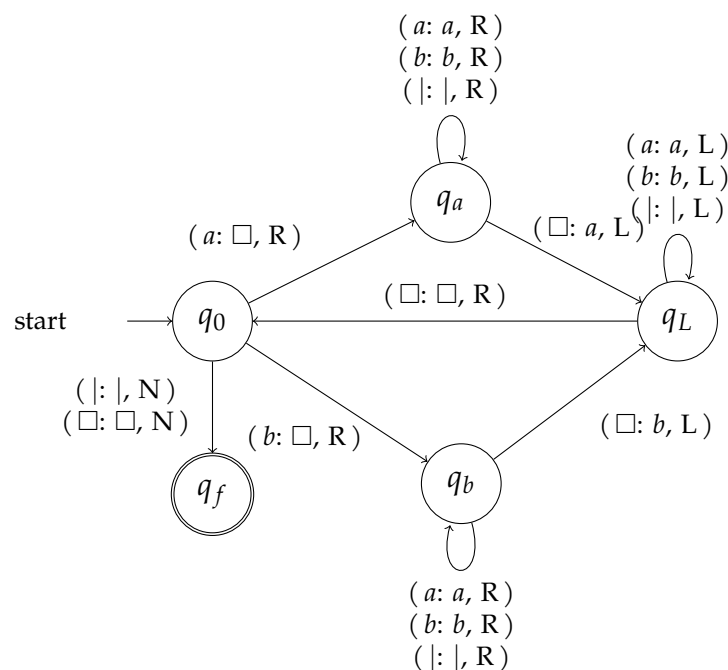 (a: a, R)
(b: b, R)
(|: |, R)
(a: a, L)
(b: b, L)
(|: |, L)
q_a
(a: □, R)
(□: a, L)
(□: □, R)
start
q_0
q_L
(|: |, N)
(□: □, N)
(b: □, R)
(□: b, L)
q_f
q_b
(a: a, R)
(b: b, R)
(|: |, R)